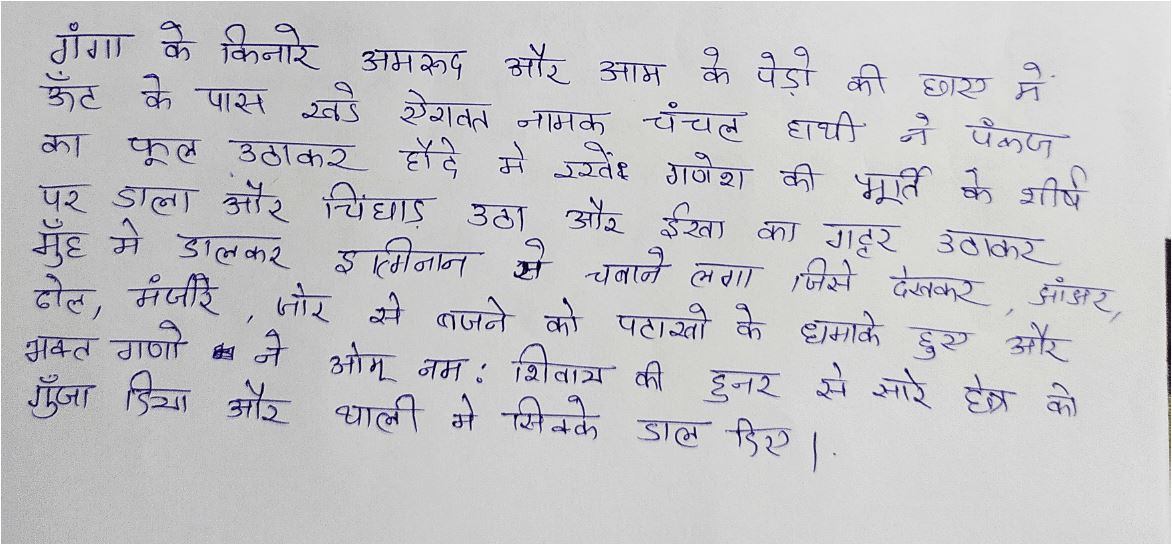 गँगा के किनारे अमरूद और आम के पेड़ो की छाए में
ऊँट के पास खडे ऐरावत नामक चंचल हाथी ने पँकज
का फूल उठाकर हौदे मे रखें गणेश की मूर्ति के शीर्ष
पर डाला और चिंघाड़ उठा और ईख का गट्टर उठाकर
मुँह मे डालकर इत्मिनान से चबाने लगा जिसे देखकर, झांझर,
ढोल, मंजीरे, जोर से बजने को पटाखो के धमाके हुए और
भक्त गणो ने ओम् नम: शिवाय की हुनर से सारे क्षेत्र को
गुँजा दिया और थाली मे सिक्के डाल दिए।